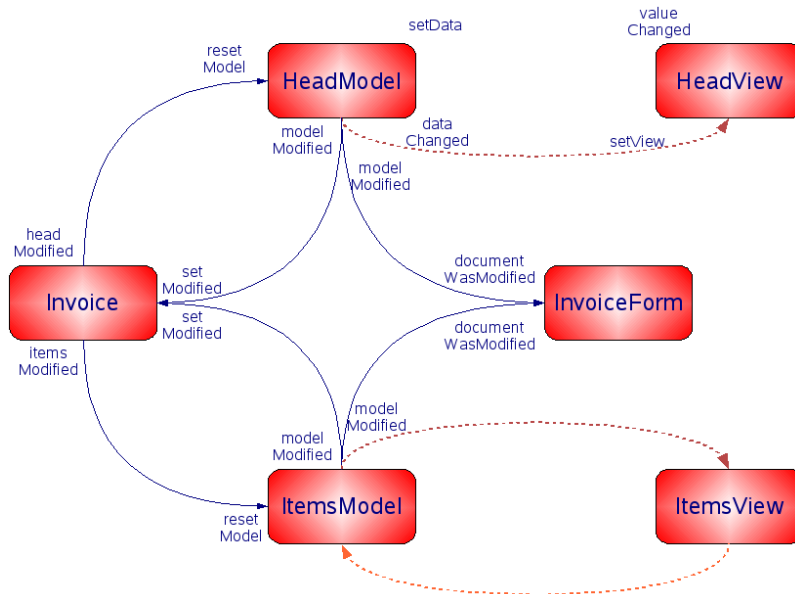 setData
value
Changed
reset
Model
HeadModel
HeadView
model
Modified
data
Changed
setView
model
Modified
head
Modified
set
Modified
document
WasModified
Invoice
InvoiceForm
set
Modified
document
WasModified
items
Modified
model
Modified
model
Modified
reset
Model
ItemsModel
ItemsView